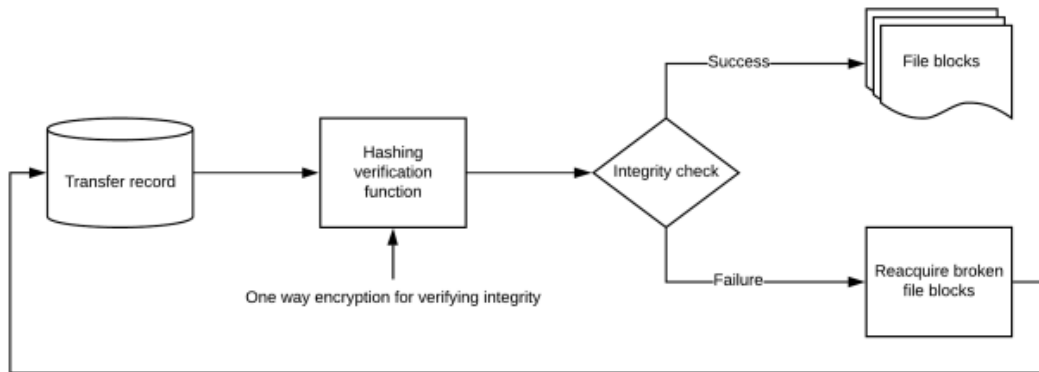 Success
File blocks
Transfer record
Hashing
verification
function
Integrity check
One way encryption for verifying integrity
Failure
Reacquire broken
file blocks